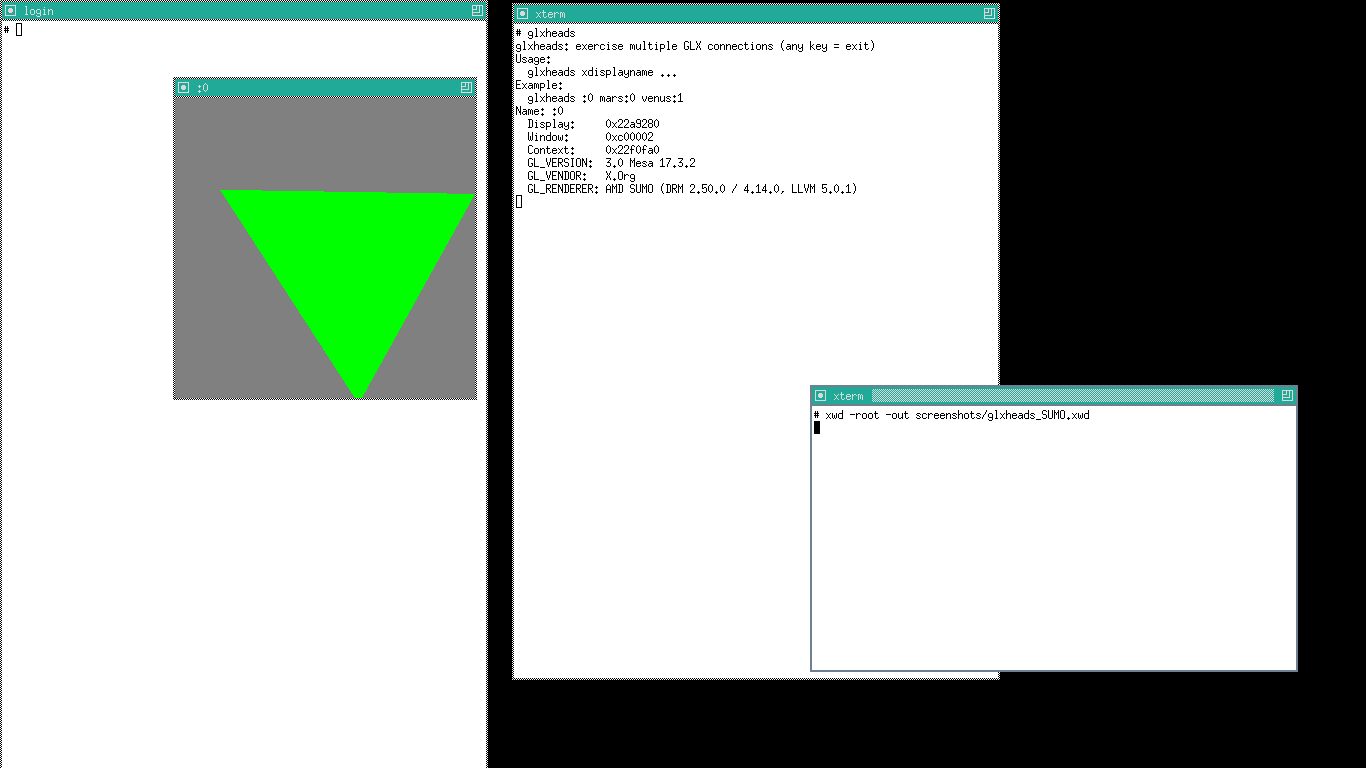 login
#
:0
xterm
# glxheads
glxheads: exercise multiple GLX connections (any key = exit)
Usage:
  glxheads xdisplayname ...
Example:
  glxheads :0 mars:0 venus:1
Name: :0
  Display:     0x22a9280
  Window:      0xc00002
  Context:     0x22f0fa0
  GL_VERSION:  3.0 Mesa 17.3.2
  GL_VENDOR:   X.Org
  GL_RENDERER: AMD SUMO (DRM 2.50.0 / 4.14.0, LLVM 5.0.1)
xterm
# xwd -root -out screenshots/glxheads_SUMO.xwd